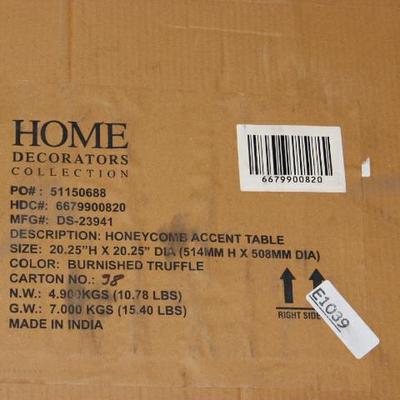 HOME
DECORATORS
COLLECTION
6679900820
PO# : 51150688
HDC#: 6679900820
MFG#: DS-23941
DESCRIPTION: HONEYCOMB ACCENT TABLE
SIZE: 20.25"H X 20.25" DIA (514MM H X 508MM DIA)
COLOR: BURNISHED TRUFFLE
CARTON NO.: 98
N.W.: 4.900KGS (10.78 LBS)
G.W.: 7.000 KGS (15.40 LBS)
MADE IN INDIA
RIGHT SIDE
E1039